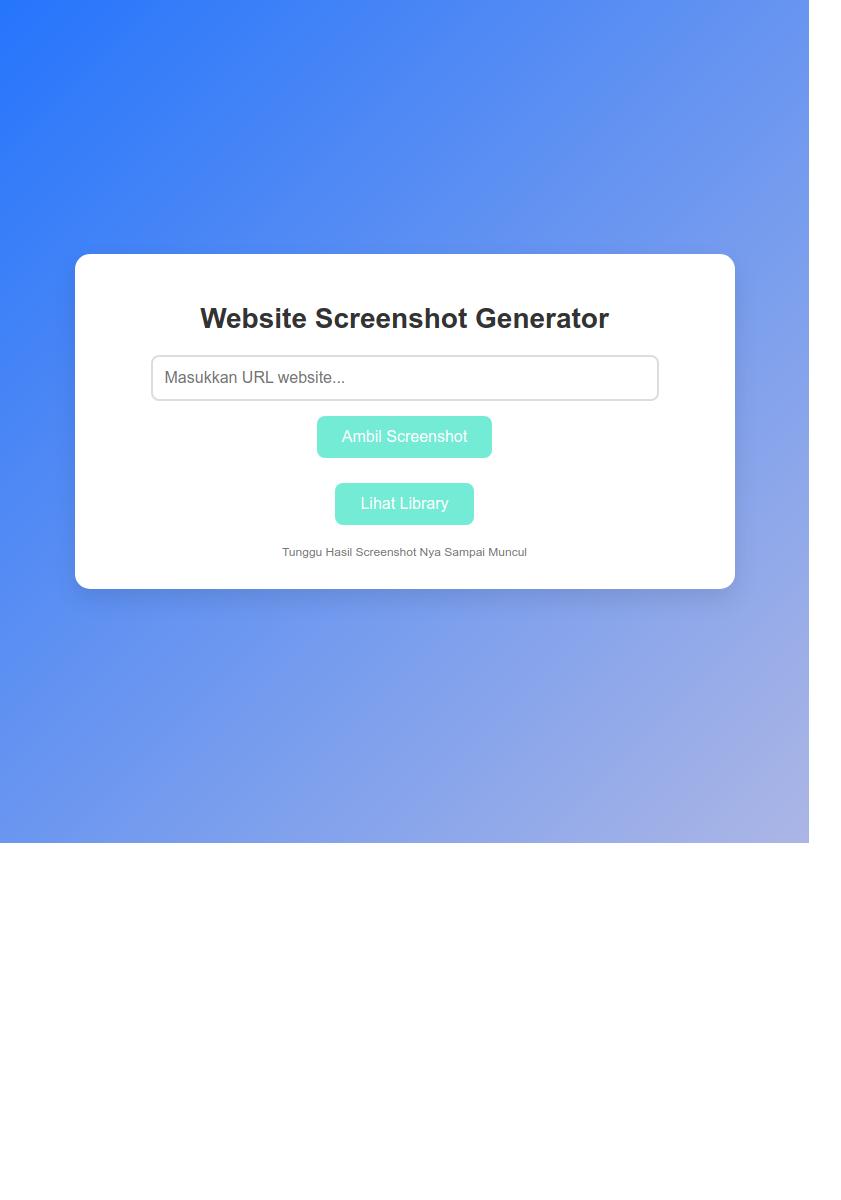 Website Screenshot Generator
Masukkan URL website...
Ambil Screenshot
Lihat Library
Tunggu Hasil Screenshot Nya Sampai Muncul